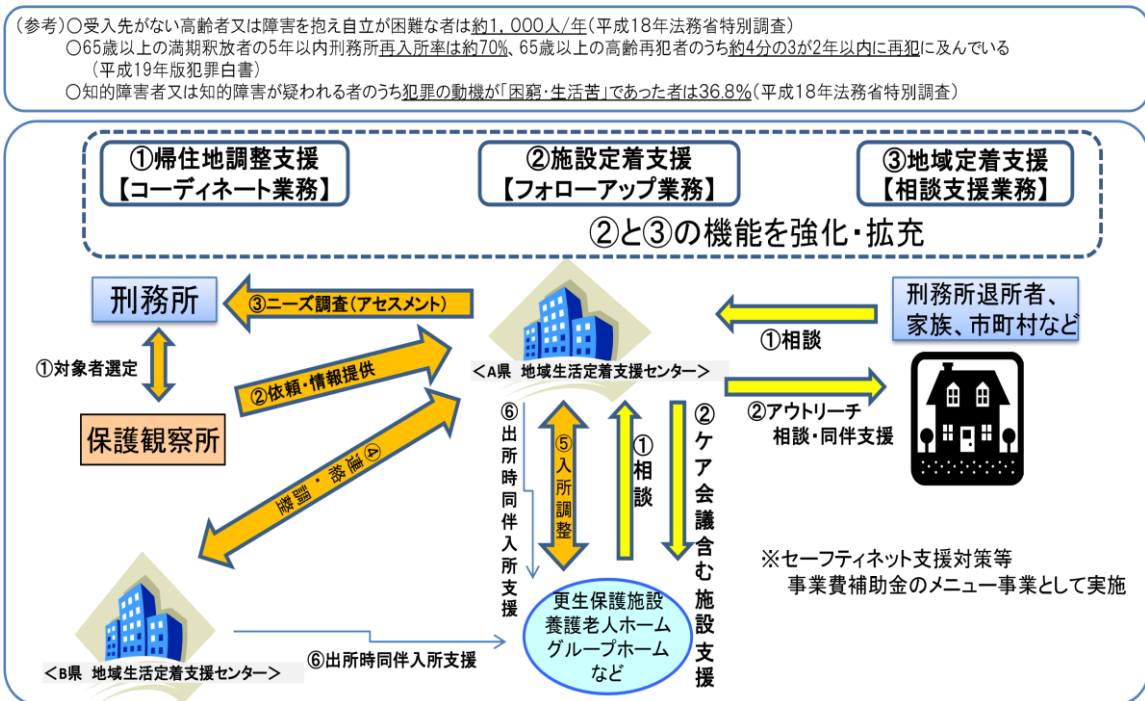 (参考)○受入先がない高齢者又は障害を抱え自立が困難な者は約1,000人/年(平成18年法務省特別調査)
○65歳以上の満期釈放者の5年以内刑務所再入所率は約70%、65歳以上の高齢再犯者のうち約4分の3が2年以内に再犯に及んでいる
(平成19年版犯罪白書)
○知的障害者又は知的障害が疑われる者のうち犯罪の動機が「困窮・生活苦」であった者は36.8%(平成18年法務省特別調査)
①帰住地調整支援
【コーディネート業務】
②施設定着支援
【フォローアップ業務】
③地域定着支援
【相談支援業務】
②と③の機能を強化・拡充
刑務所
③ニーズ調査(アセスメント)
刑務所退所者、
家族、市町村など
①相談
①対象者選定
②依頼・情報提供
<A県 地域生活定着支援センター>
②アウトリーチ
相談・同伴支援
保護観察所
④連絡・調整
⑥出所時同伴入所支援
⑤入所調整
①相談
②ケア会議含む施設支援
※セーフティネット支援対策等
事業費補助金のメニュー事業として実施
更生保護施設
養護老人ホーム
グループホーム
など
⑥出所時同伴入所支援
<B県 地域生活定着支援センター>